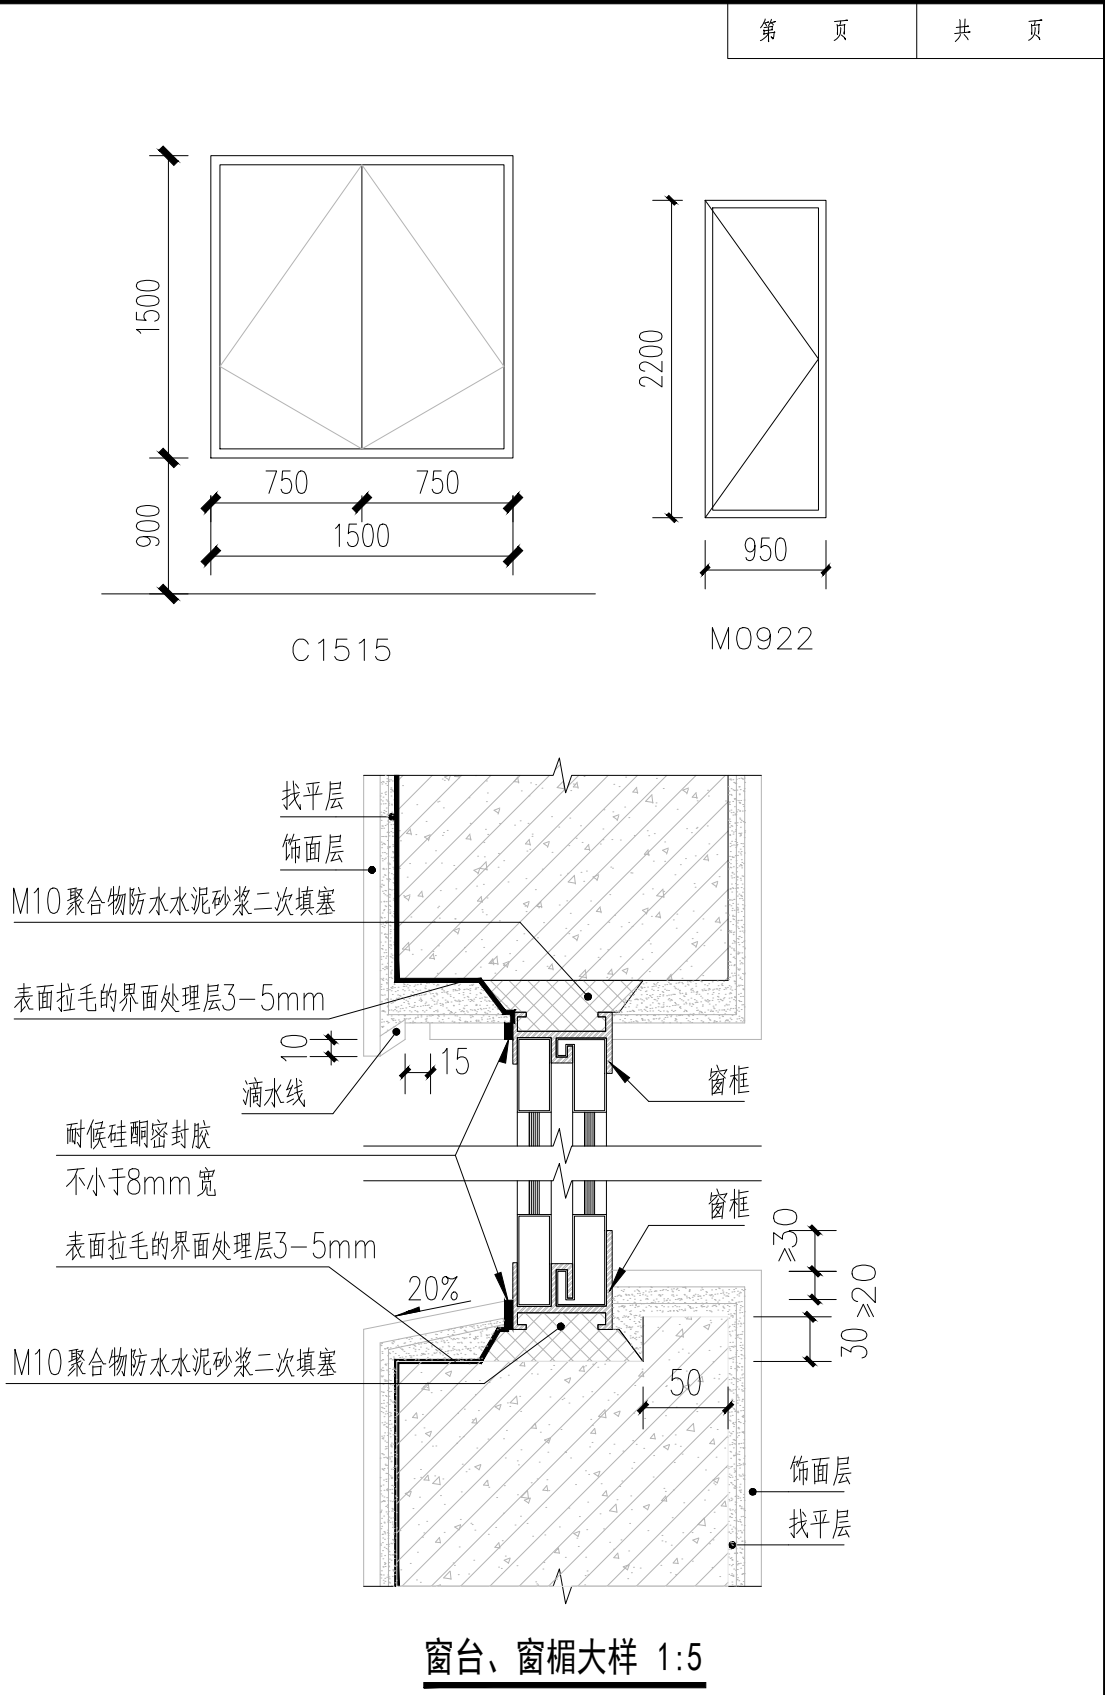 第 页 共 页
1500
900
750 750
1500
C1515
2200
950
M0922
找平层
饰面层
M10聚合物防水水泥砂浆二次填塞
表面拉毛的界面处理层3-5mm
10
15
滴水线
窗框
耐候硅酮密封胶
不小于8mm宽
窗框
表面拉毛的界面处理层3-5mm
≥30
20%
≥20
30
M10聚合物防水水泥砂浆二次填塞
50
饰面层
找平层
窗台、窗楣大样 1:5